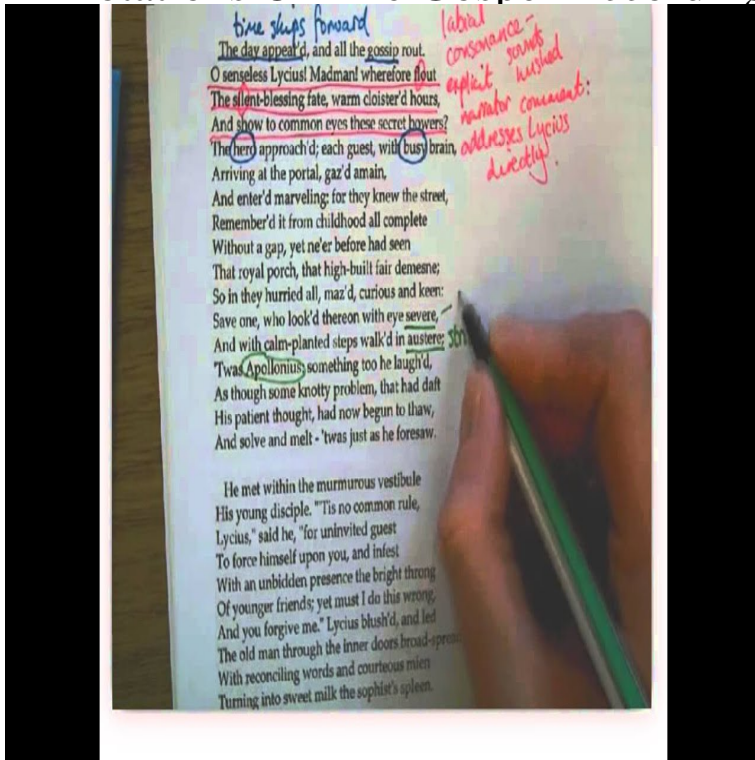 time skips forward
The day appear'd, and all the gossip rout.
O senseless Lycius! Madman! wherefore flout
The silent-blessing fate, warm cloister'd hours,
And show to common eyes these secret bowers?
The herd approach'd; each guest, with busy brain,
Arriving at the portal, gaz'd amain,
And enter'd marveling: for they knew the street,
Remember'd it from childhood all complete
Without a gap, yet ne'er before had seen
That royal porch, that high-built fair demesne;
So in they hurried all, maz'd, curious and keen:
Save one, who look'd thereon with eye severe,
And with calm-planted steps walk'd in austere;
'Twas Apollonius: something too he laugh'd,
As though some knotty problem, that had daft
His patient thought, had now begun to thaw,
And solve and melt - 'twas just as he foresaw.
He met within the murmurous vestibule
His young disciple. "'Tis no common rule,
Lycius," said he, "for uninvited guest
To force himself upon you, and infest
With an unbidden presence the bright throng
Of younger friends; yet must I do this wrong,
And you forgive me." Lycius blush'd, and led
The old man through the inner doors broad-sprea
With reconciling words and courteous mien
Turning into sweet milk the sophist's spleen.
labial
consonance -
sounds
hushed
explicit
narrator comment:
addresses Lycius
directly.